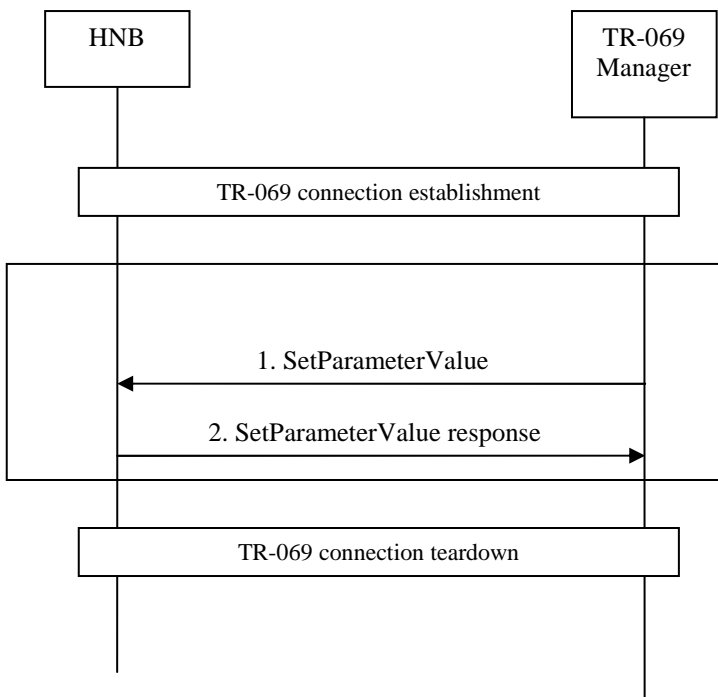 HNB
TR-069
Manager
TR-069 connection establishment
1. SetParameterValue
2. SetParameterValue response
TR-069 connection teardown